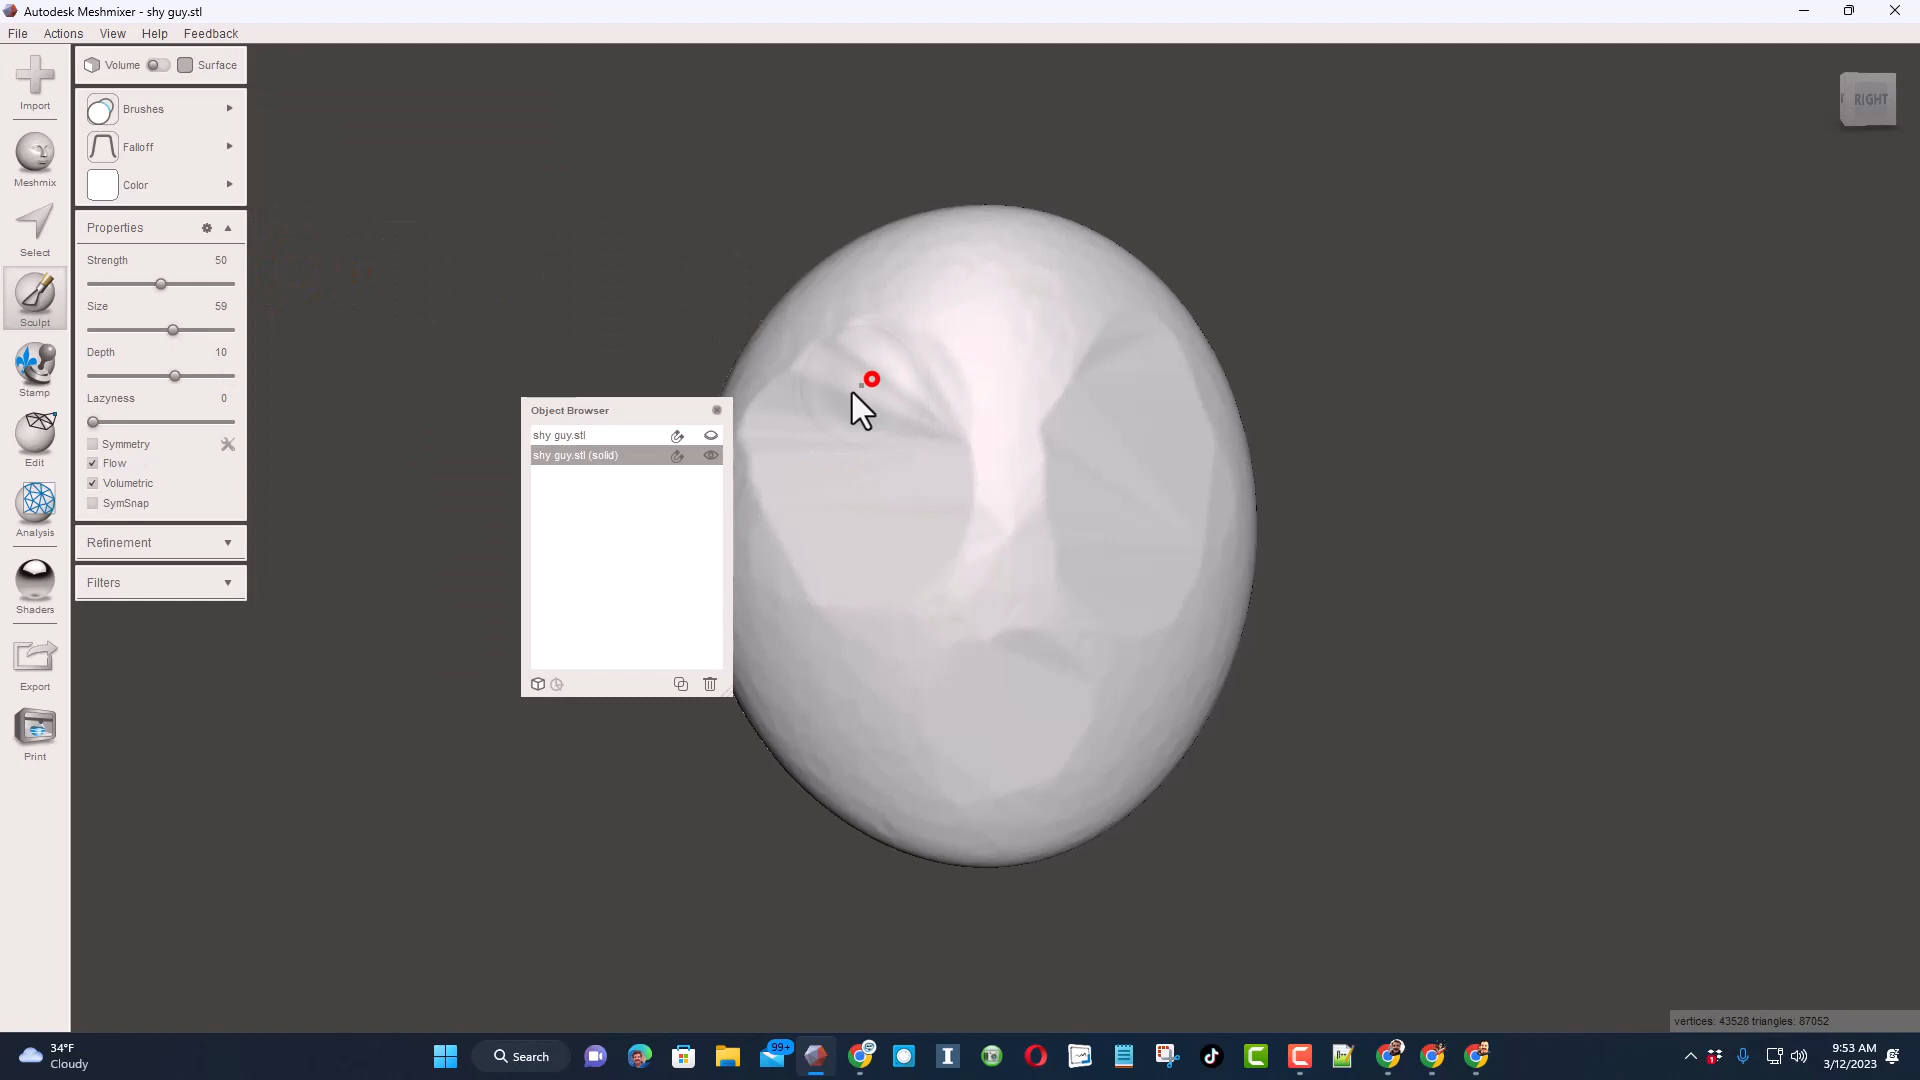 Autodesk Meshmixer - shy guy.stl
File Actions View Help Feedback
Import
Meshmix
Select
Sculpt
Stamp
Edit
Analysis
Shaders
Export
Print
Volume Surface
Brushes
Falloff
Color
Properties
Strength 50
Size 59
Depth 10
Lazyness 0
Symmetry
Flow
Volumetric
SymSnap
Refinement
Filters
Object Browser
shy guy.stl
shy guy.stl (solid)
RIGHT
vertices: 43528 triangles: 87052
34°F
Cloudy
Search
99+
9:53 AM
3/12/2023